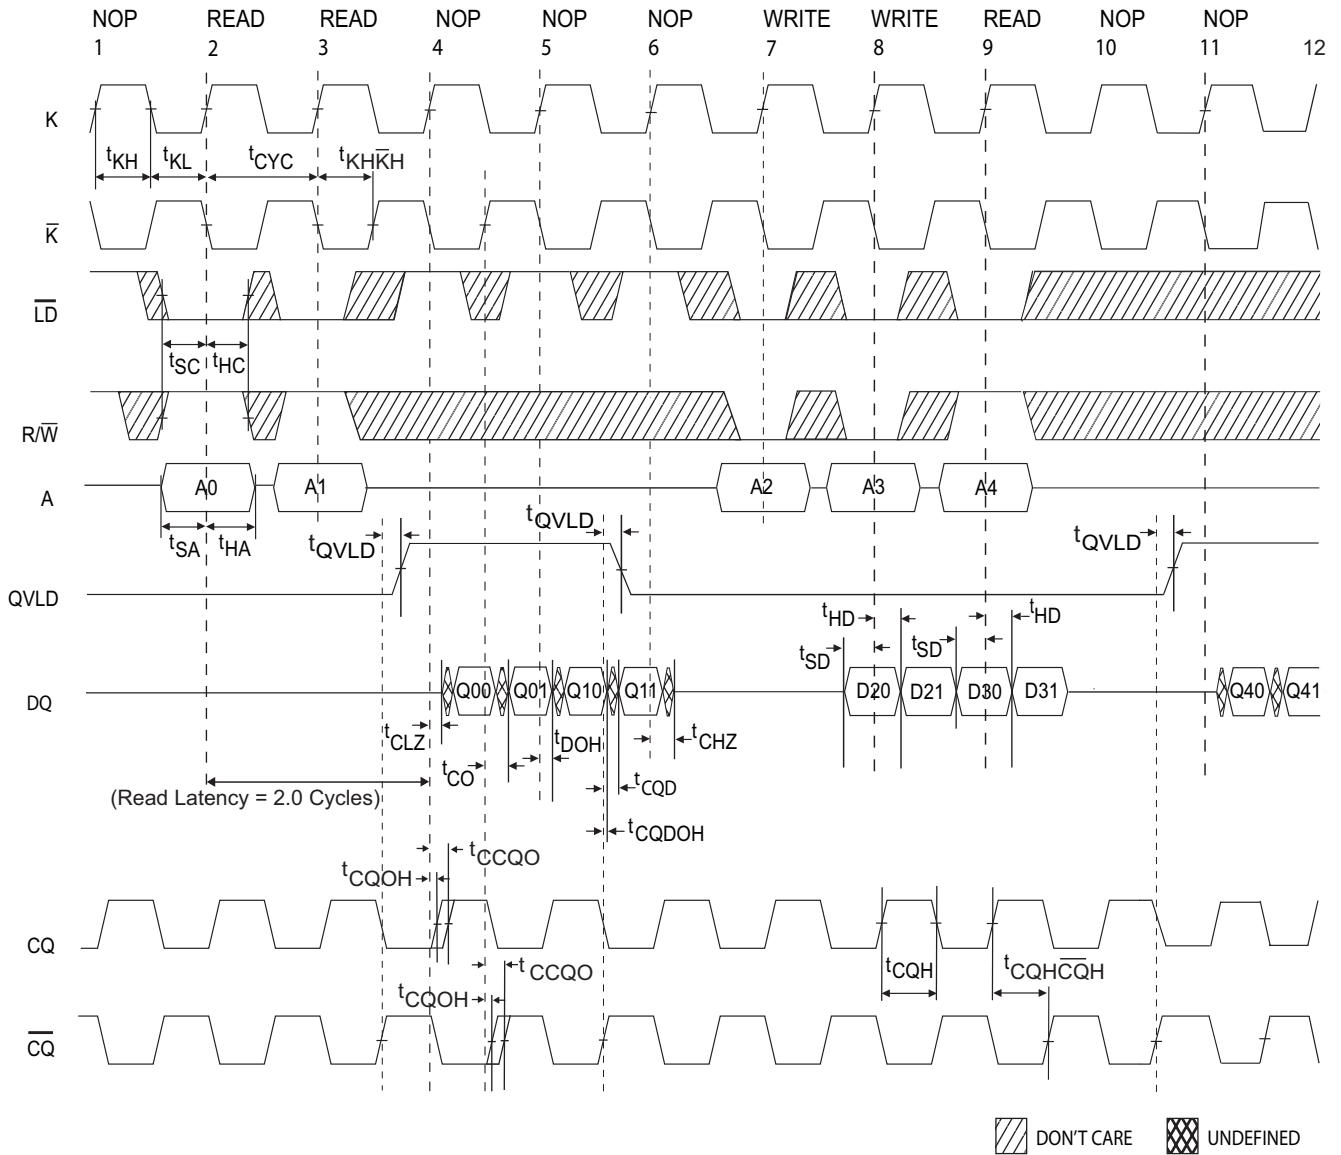 NOP READ READ NOP NOP NOP WRITE WRITE READ NOP NOP
1 2 3 4 5 6 7 8 9 10 11 12
K
tKH tKL tCYC tKHK̅H
K̅
L̅D̅
tSC tHC
R/W̅
A A0 A1 A2 A3 A4
tSA tHA tQVLD tQVLD tQVLD
QVLD
tHD tHD
tSD tSD
DQ Q00 Q01 Q10 Q11 D20 D21 D30 D31 Q40 Q41
tCLZ tDOH tCHZ
tCO tCQD
(Read Latency = 2.0 Cycles)
tCQDOH
tCCQO
tCQOH
CQ
tCCQO tCQH tCQHC̅Q̅H
tCQOH
C̅Q̅
DON'T CARE UNDEFINED